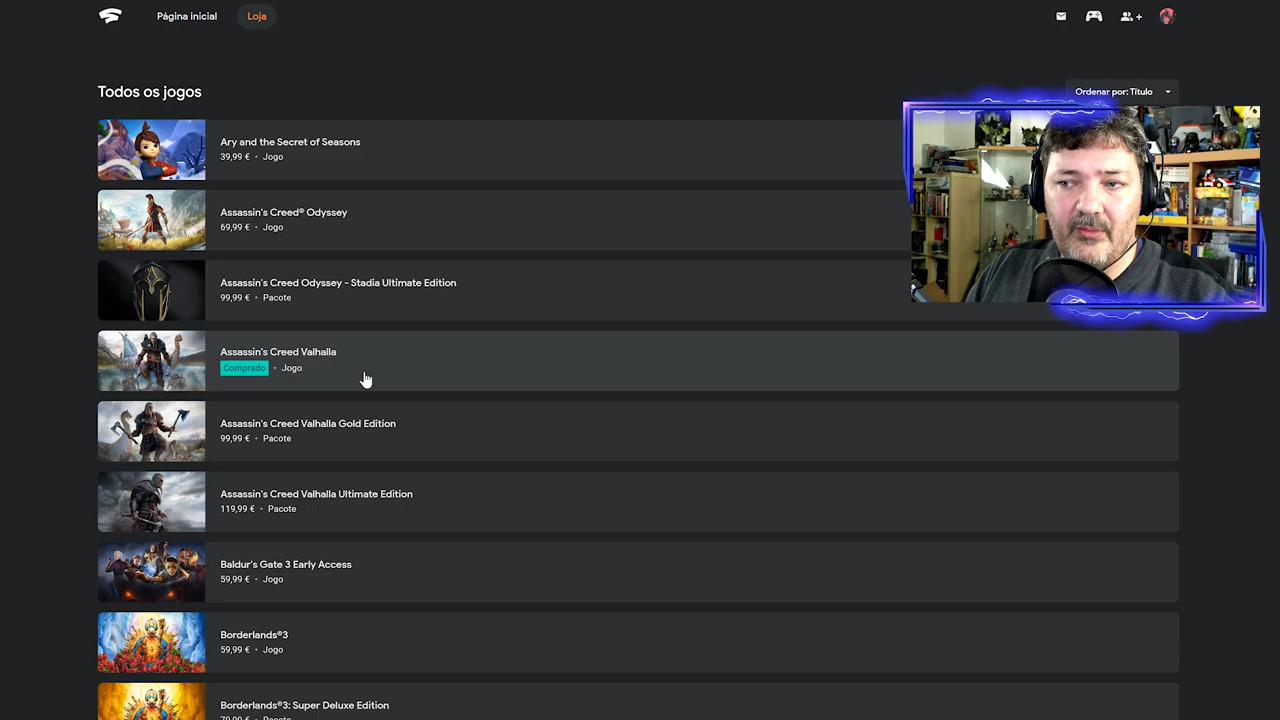 Página inicial
Loja
Todos os jogos
Ordenar por: Título
Ary and the Secret of Seasons
39,99 € • Jogo
Assassin's Creed® Odyssey
69,99 € • Jogo
Assassin's Creed Odyssey - Stadia Ultimate Edition
99,99 € • Pacote
Assassin's Creed Valhalla
Comprado • Jogo
Assassin's Creed Valhalla Gold Edition
99,99 € • Pacote
Assassin's Creed Valhalla Ultimate Edition
119,99 € • Pacote
Baldur's Gate 3 Early Access
59,99 € • Jogo
Borderlands®3
59,99 € • Jogo
Borderlands®3: Super Deluxe Edition
79,99 € • Pacote